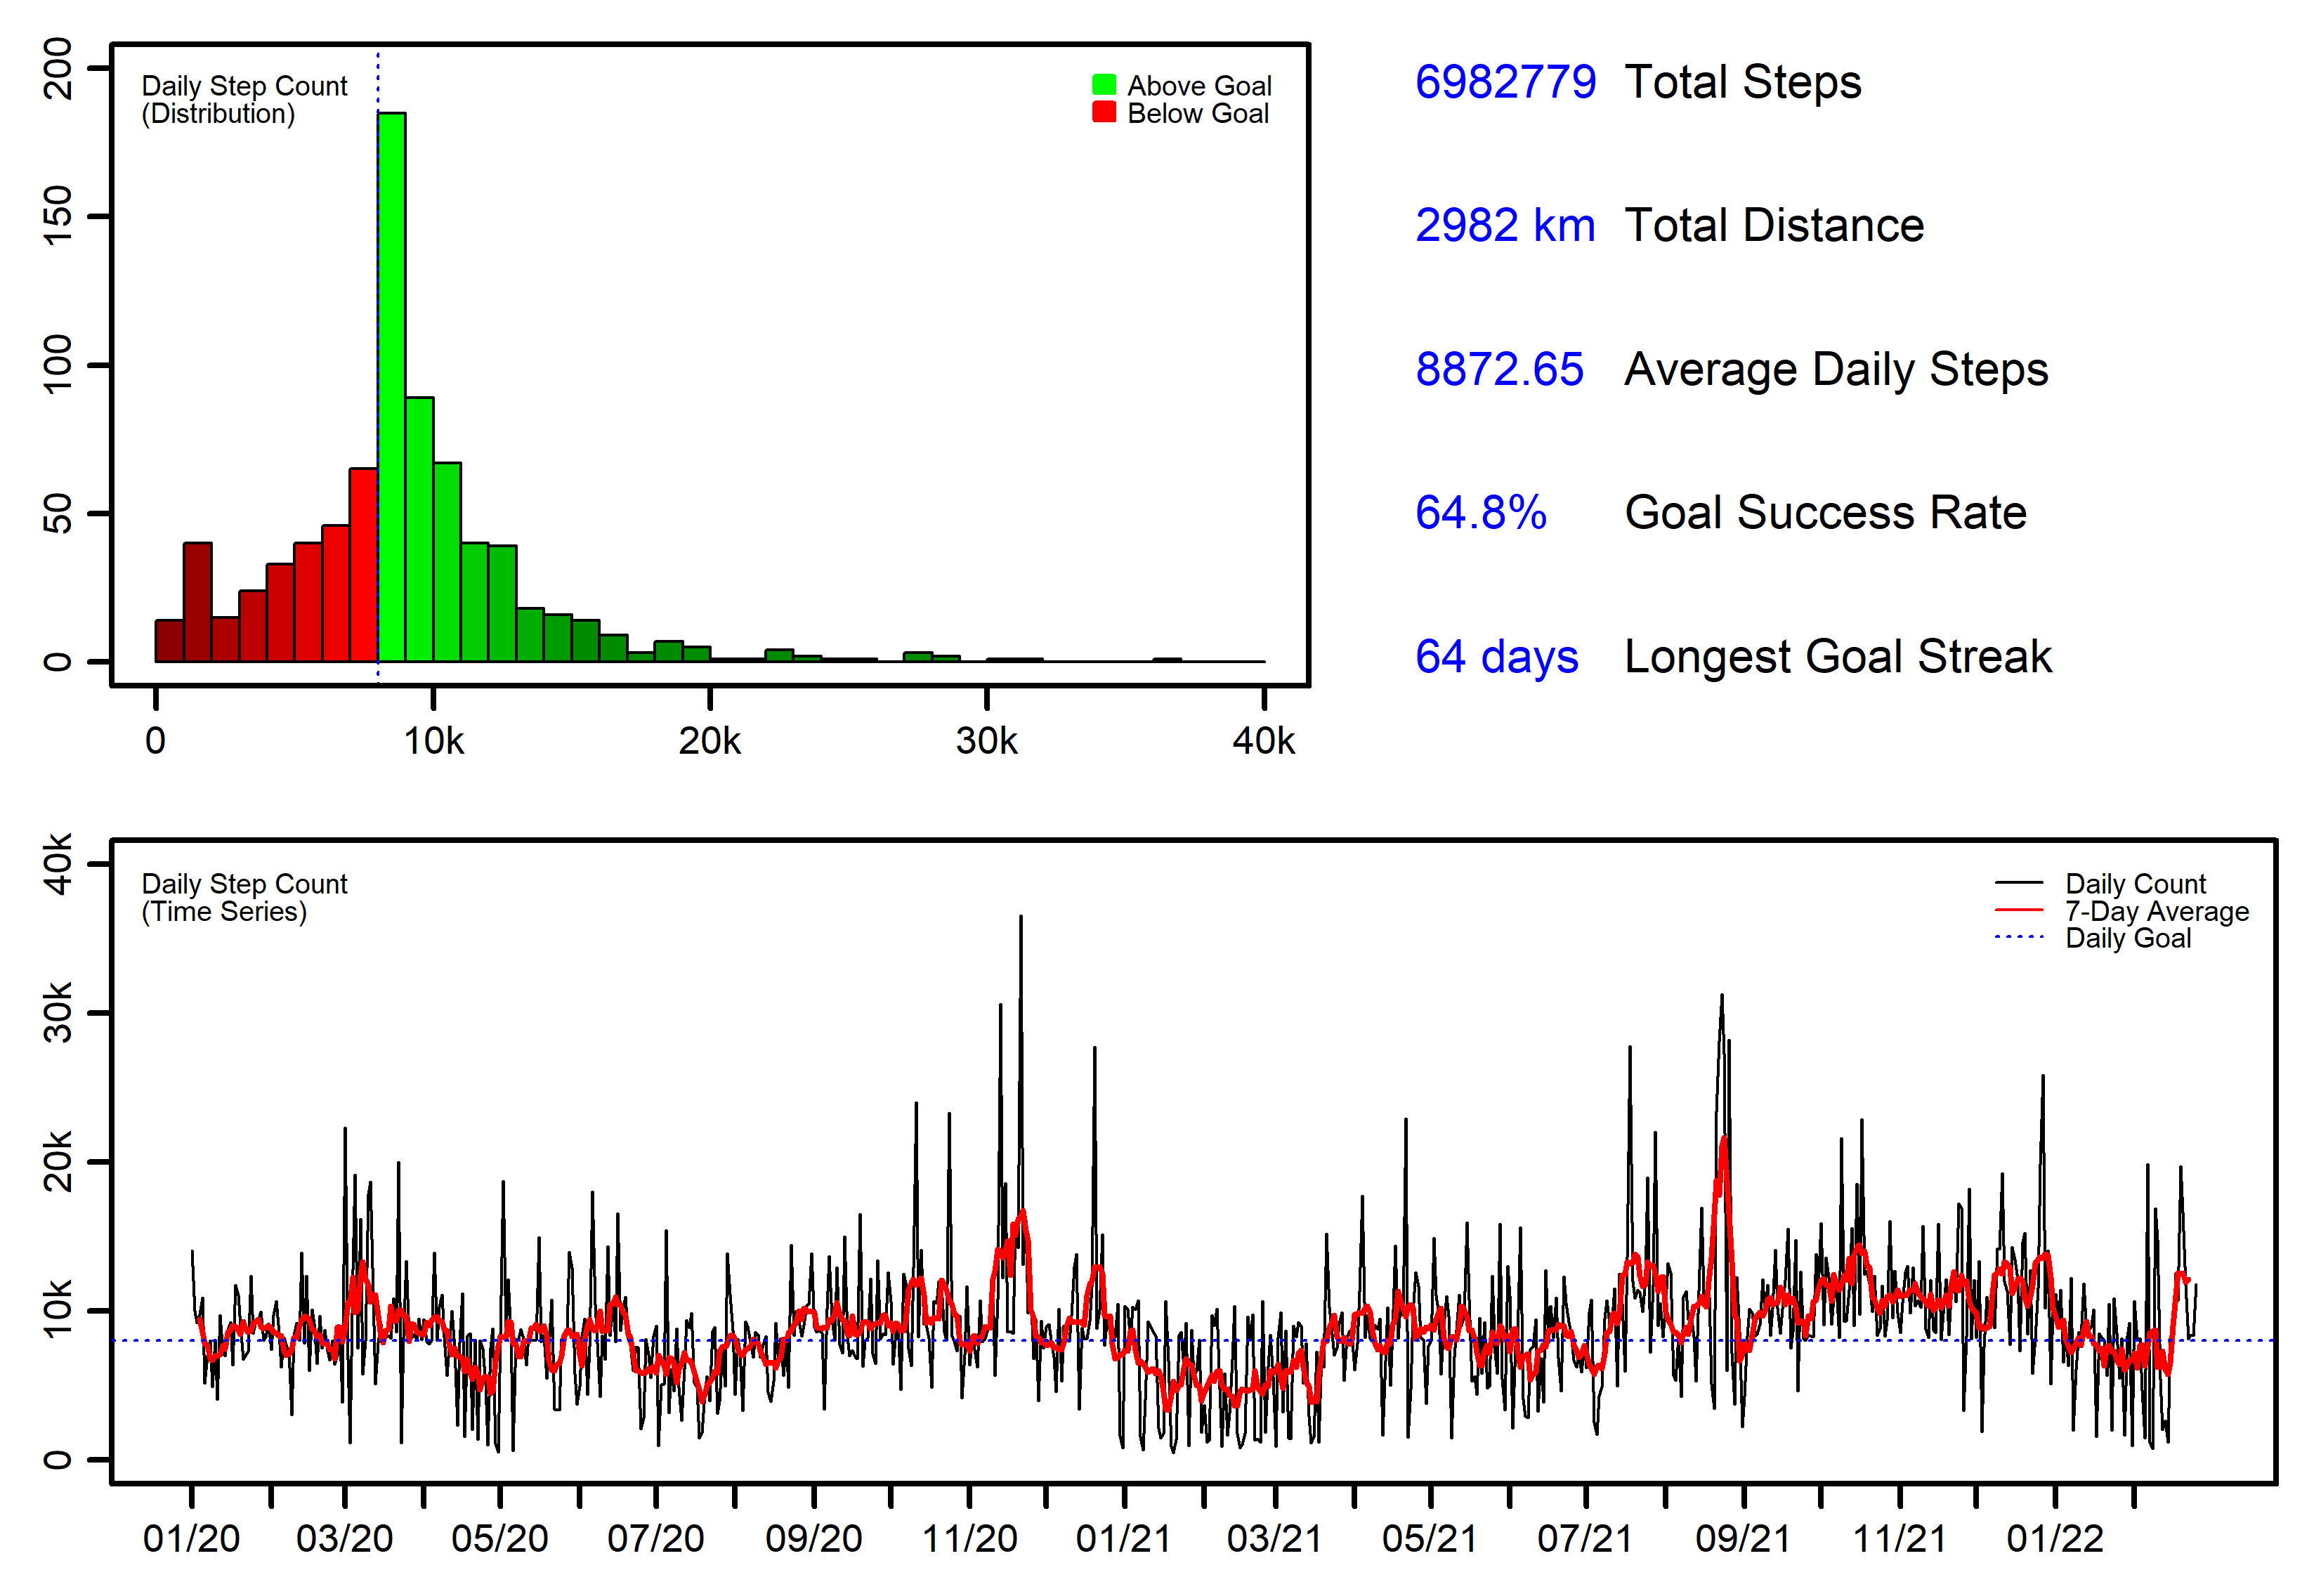 Daily Step Count
(Distribution)
Above Goal
Below Goal
200
150
100
50
0
0 10k 20k 30k 40k
6982779 Total Steps
2982 km Total Distance
8872.65 Average Daily Steps
64.8% Goal Success Rate
64 days Longest Goal Streak
Daily Step Count
(Time Series)
Daily Count
7-Day Average
Daily Goal
40k
30k
20k
10k
0
01/20 03/20 05/20 07/20 09/20 11/20 01/21 03/21 05/21 07/21 09/21 11/21 01/22